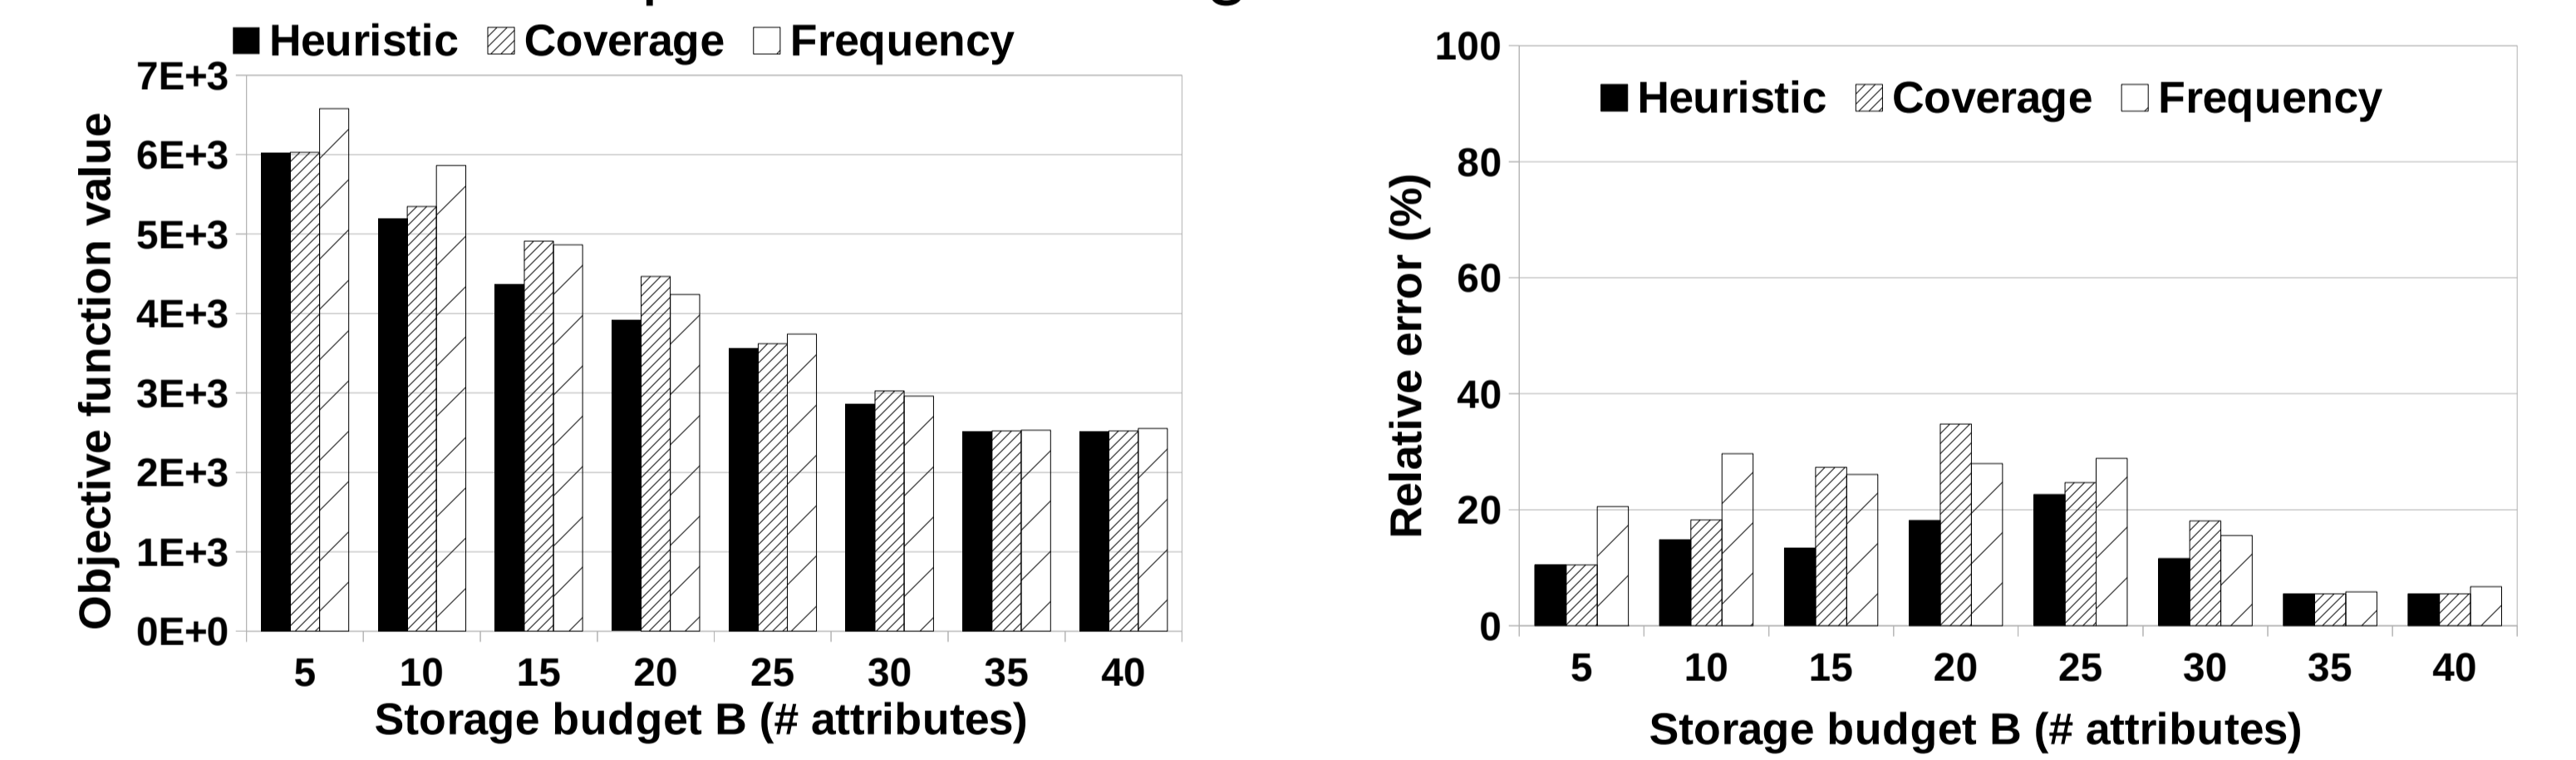 Heuristic Coverage Frequency
7E+3
6E+3
5E+3
4E+3
3E+3
2E+3
1E+3
0E+0
Objective function value
5 10 15 20 25 30 35 40
Storage budget B (# attributes)
100
80
60
40
20
0
Heuristic Coverage Frequency
Relative error (%)
5 10 15 20 25 30 35 40
Storage budget B (# attributes)